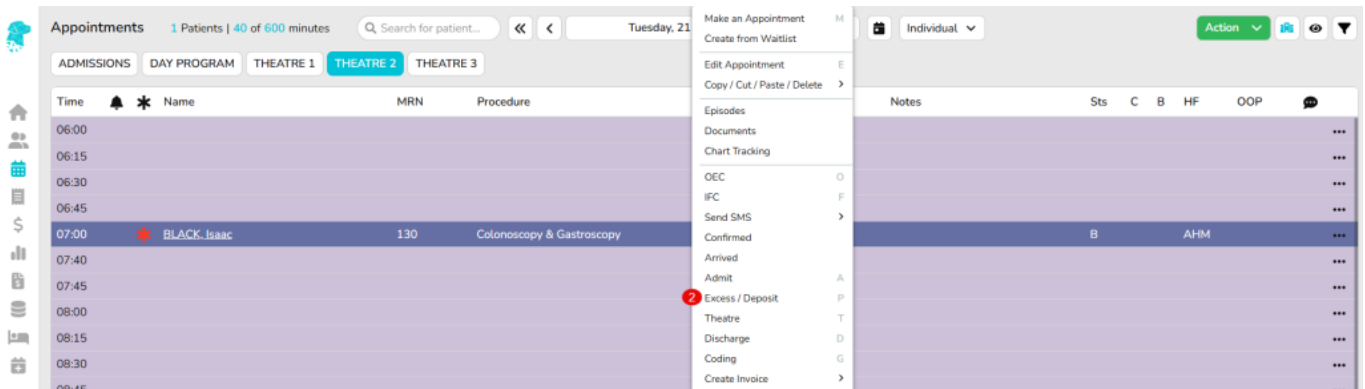 Appointments 1 Patients | 40 of 600 minutes Search for patient... Tuesday, 21 Individual Action
ADMISSIONS DAY PROGRAM THEATRE 1 THEATRE 2 THEATRE 3
Time Name MRN Procedure Notes Sts C B HF OOP
06:00
06:15
06:30
06:45
07:00 BLACK, Isaac 130 Colonoscopy & Gastroscopy B AHM
07:40
07:45
08:00
08:15
08:30
Make an Appointment M
Create from Waitlist
Edit Appointment E
Copy / Cut / Paste / Delete
Episodes
Documents
Chart Tracking
OEC O
IFC F
Send SMS
Confirmed
Arrived
Admit A
2 Excess / Deposit P
Theatre T
Discharge D
Coding G
Create Invoice